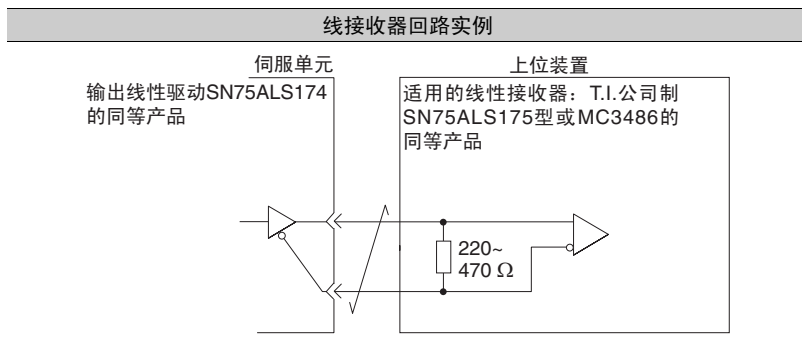 线接收器回路实例
伺服单元
输出线性驱动SN75ALS174
的同等产品
上位装置
适用的线性接收器：T.I.公司制
SN75ALS175型或MC3486的
同等产品
220~
470 Ω